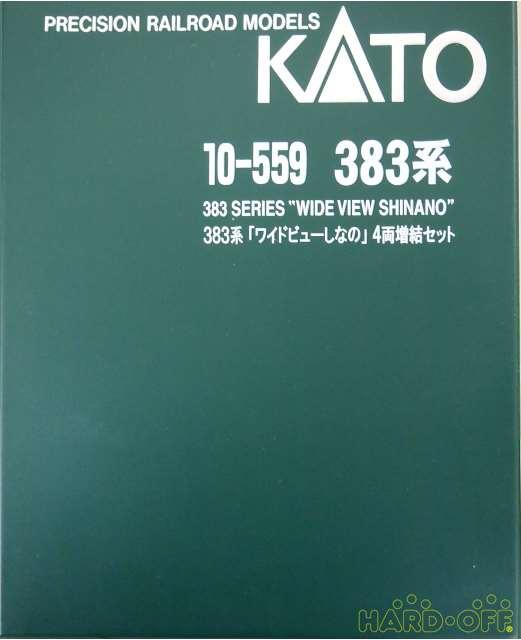 PRECISION RAILROAD MODELS
KATO
10-559 383系
383 SERIES "WIDE VIEW SHINANO"
383系「ワイドビューしなの」4両増結セット
HARD-OFF